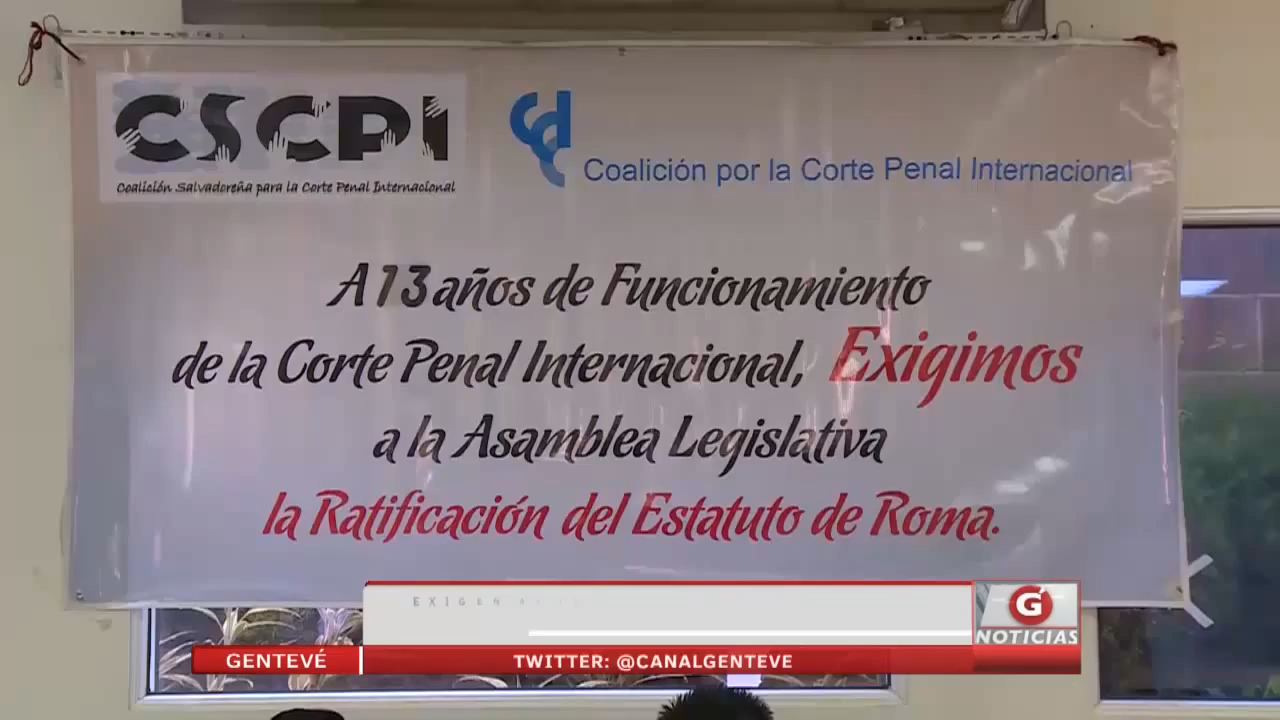 CSCPI
Coalición Salvadoreña para la Corte Penal Internacional
Coalición por la Corte Penal Internacional
A 13 años de Funcionamiento
de la Corte Penal Internacional, Exigimos
a la Asamblea Legislativa
la Ratificación del Estatuto de Roma.
EXIGEN
G
NOTICIAS
GENTEVÉ
TWITTER: @CANALGENTEVE